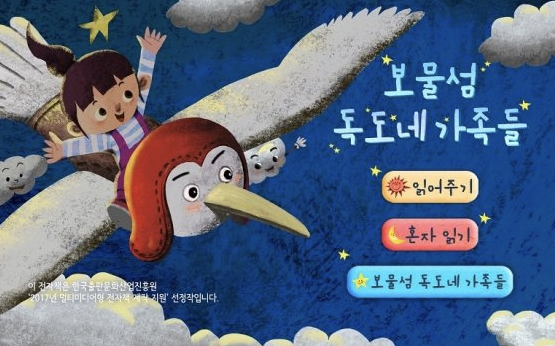 보물섬
독도네 가족들
읽어주기
혼자 읽기
보물섬 독도네 가족들
이 전자책은 한국출판문화산업진흥원
'2017년 멀티미디어형 전자책 제작 지원' 선정작입니다.